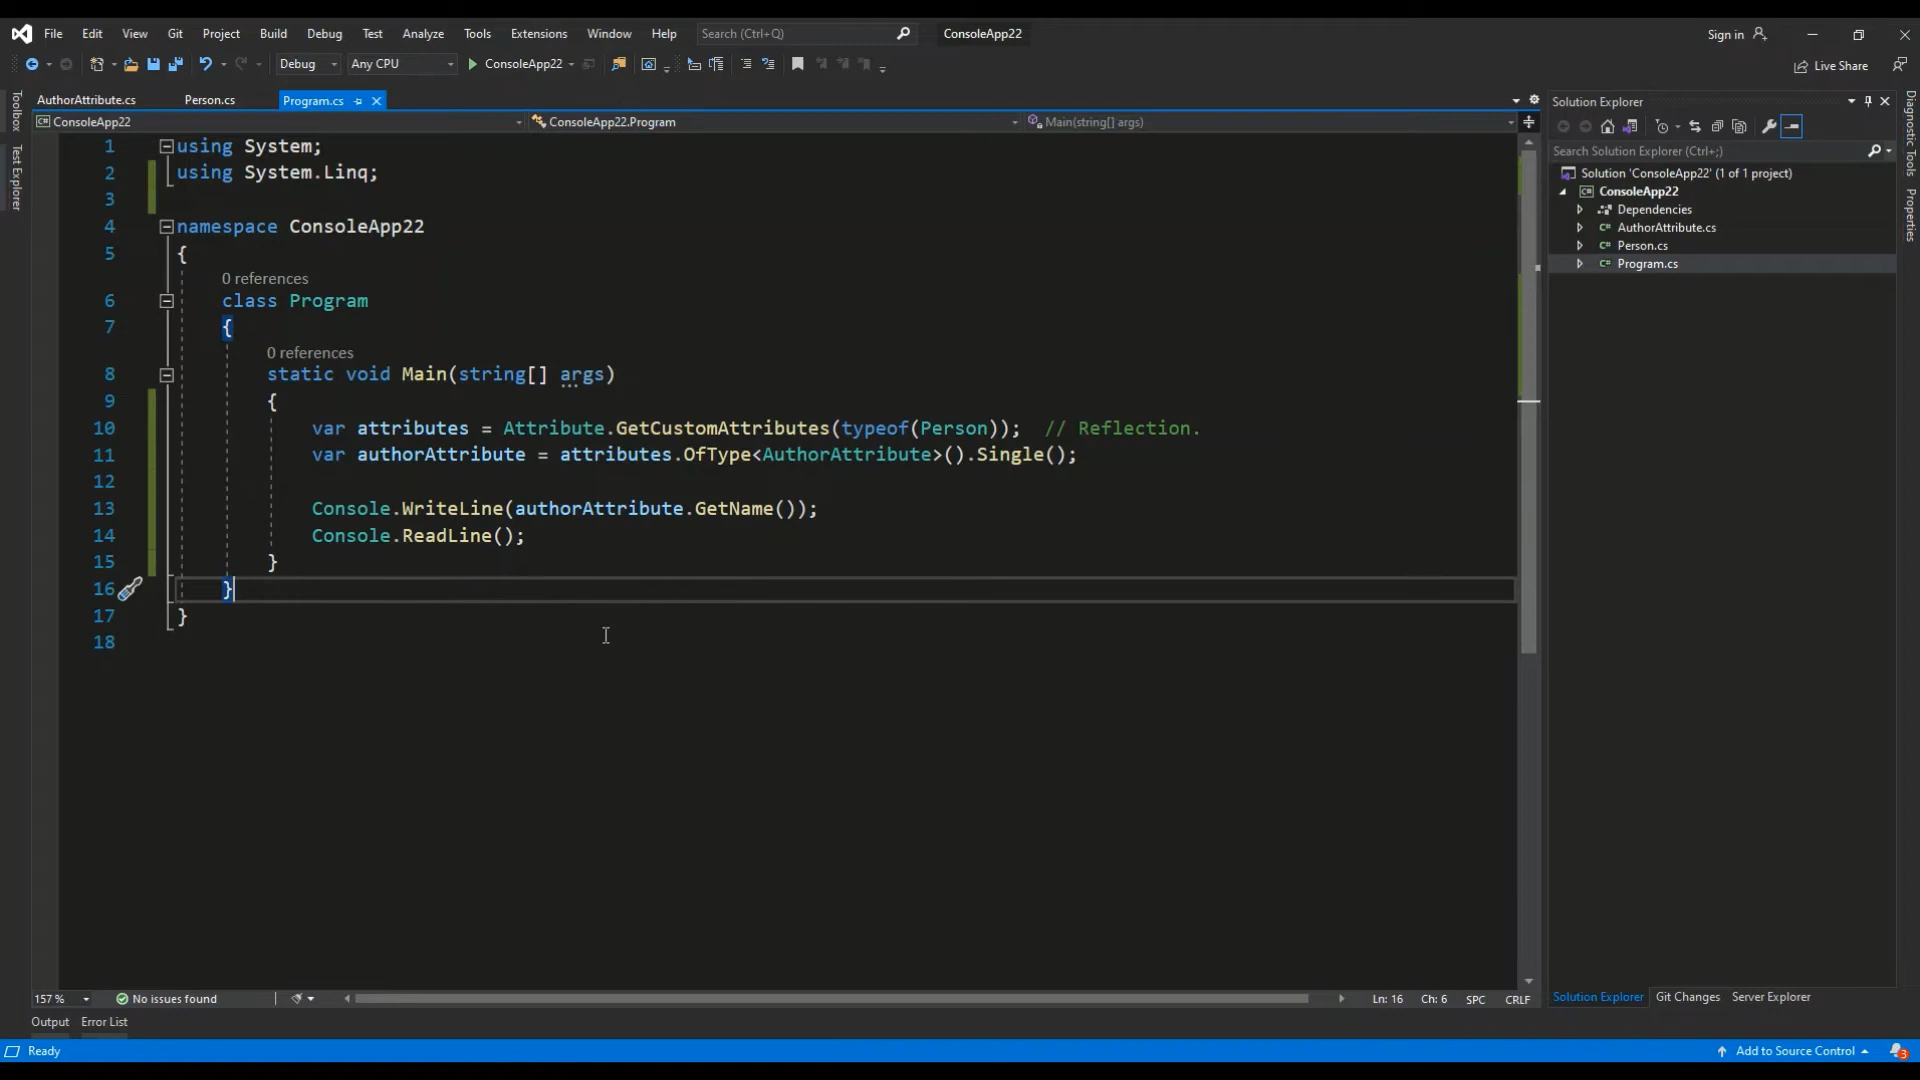 File Edit View Git Project Build Debug Test Analyze Tools Extensions Window Help Search (Ctrl+Q) ConsoleApp22 Sign in
Debug Any CPU ConsoleApp22 Live Share
AuthorAttribute.cs Person.cs Program.cs
ConsoleApp22 ConsoleApp22.Program Main(string[] args)
Toolbox
Test Explorer
1 using System;
2 using System.Linq;
3
4 namespace ConsoleApp22
5 {
0 references
6 class Program
7 {
0 references
8 static void Main(string[] args)
9 {
10 var attributes = Attribute.GetCustomAttributes(typeof(Person)); // Reflection.
11 var authorAttribute = attributes.OfType<AuthorAttribute>().Single();
12
13 Console.WriteLine(authorAttribute.GetName());
14 Console.ReadLine();
15 }
16 }
17 }
18
157 % No issues found Ln: 16 Ch: 6 SPC CRLF
Output Error List
Ready Add to Source Control 3
Solution Explorer
Search Solution Explorer (Ctrl+;)
Solution 'ConsoleApp22' (1 of 1 project)
ConsoleApp22
Dependencies
C# AuthorAttribute.cs
C# Person.cs
C# Program.cs
Solution Explorer Git Changes Server Explorer
Diagnostic Tools
Properties